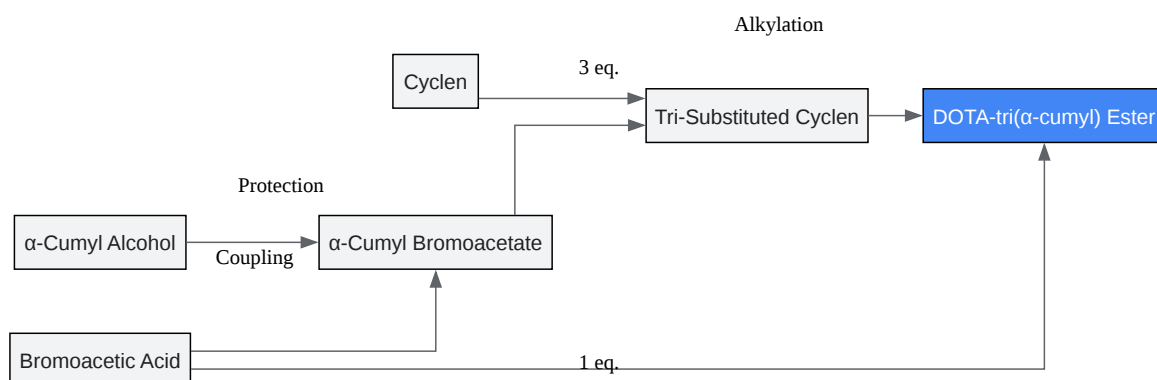 Alkylation
Cyclen
3 eq.
Tri-Substituted Cyclen
DOTA-tri(α-cumyl) Ester
Protection
α-Cumyl Alcohol
Coupling
α-Cumyl Bromoacetate
Bromoacetic Acid
1 eq.